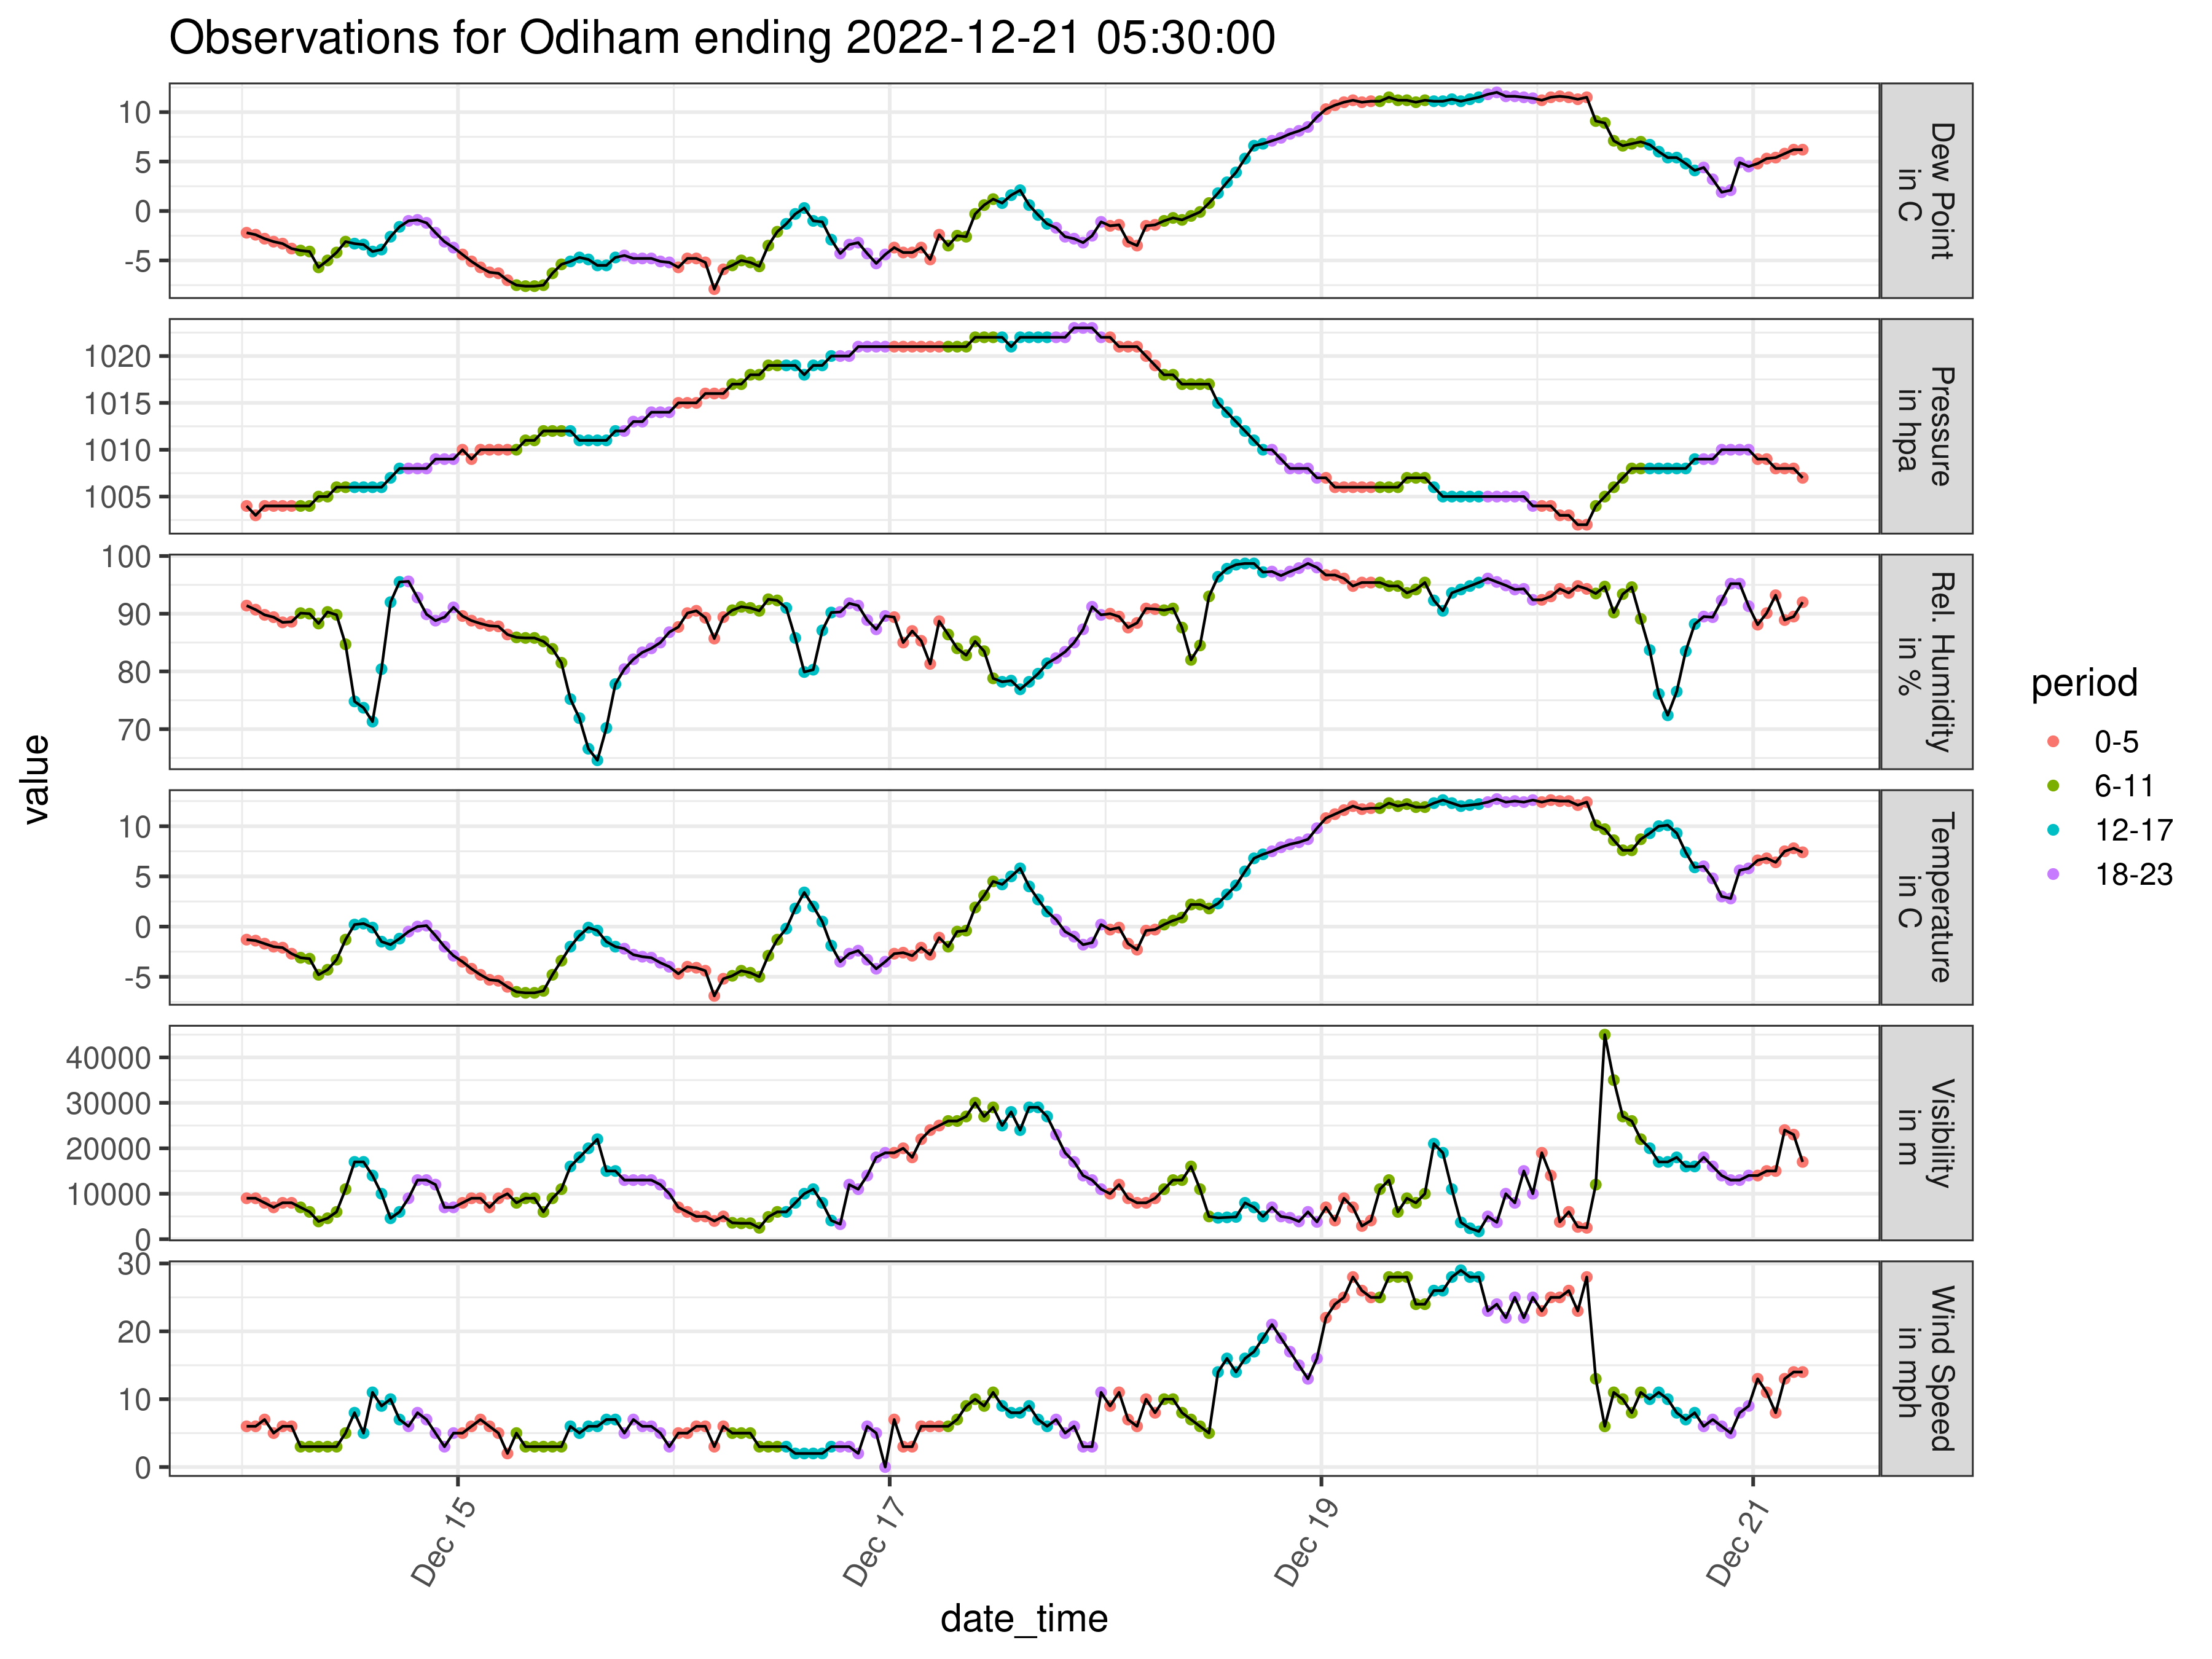 Observations for Odiham ending 2022-12-21 05:30:00
value
10
5
0
-5
Dew Point
in C
1020
1015
1010
1005
Pressure
in hpa
100
90
80
70
Rel. Humidity
in %
10
5
0
-5
Temperature
in C
40000
30000
20000
10000
0
Visibility
in m
30
20
10
0
Wind Speed
in mph
Dec 15
Dec 17
Dec 19
Dec 21
date_time
period
0-5
6-11
12-17
18-23